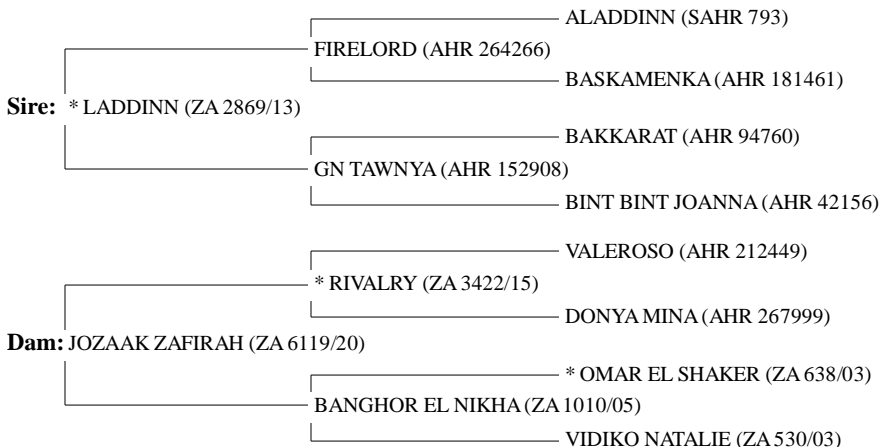 ALADDINN (SAHR 793)
FIRELORD (AHR 264266)
BASKAMENKA (AHR 181461)
Sire: * LADDINN (ZA 2869/13)
BAKKARAT (AHR 94760)
GN TAWNYA (AHR 152908)
BINT BINT JOANNA (AHR 42156)
VALEROSO (AHR 212449)
* RIVALRY (ZA 3422/15)
DONYA MINA (AHR 267999)
Dam: JOZAAK ZAFIRAH (ZA 6119/20)
* OMAR EL SHAKER (ZA 638/03)
BANGHOR EL NIKHA (ZA 1010/05)
VIDIKO NATALIE (ZA 530/03)